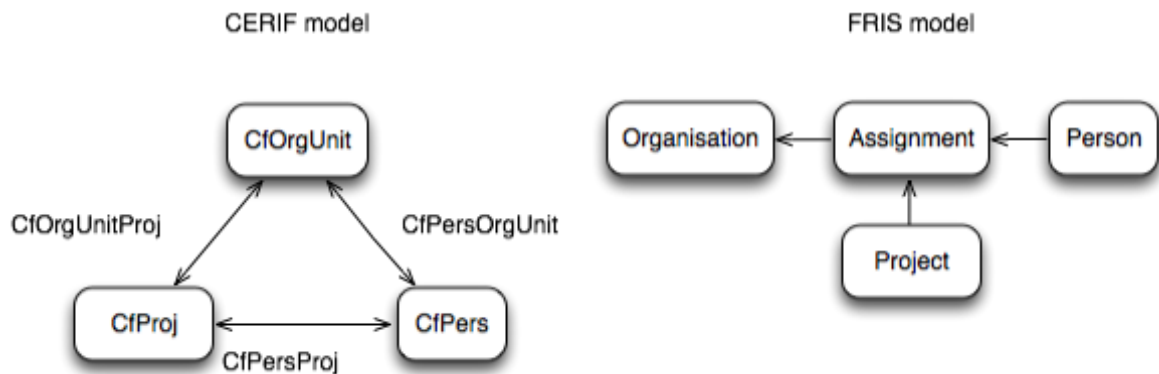 CERIF model
FRIS model
CfOrgUnit
Organisation
Assignment
Person
CfOrgUnitProj
CfPersOrgUnit
Project
CfProj
CfPers
CfPersProj